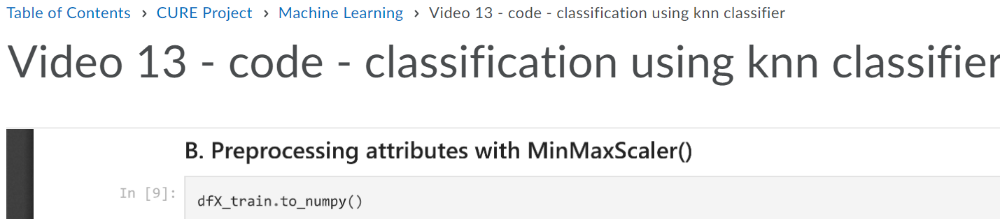 Table of Contents › CURE Project › Machine Learning › Video 13 - code - classification using knn classifier
Video 13 - code - classification using knn classifier
B. Preprocessing attributes with MinMaxScaler()
In [9]: dfX_train.to_numpy()